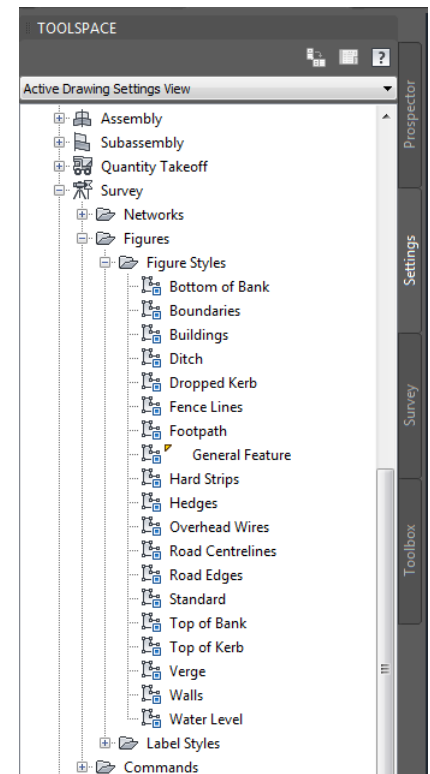 TOOLSPACE
?
Active Drawing Settings View
Assembly
Subassembly
Quantity Takeoff
Survey
Networks
Figures
Figure Styles
Bottom of Bank
Boundaries
Buildings
Ditch
Dropped Kerb
Fence Lines
Footpath
General Feature
Hard Strips
Hedges
Overhead Wires
Road Centrelines
Road Edges
Standard
Top of Bank
Top of Kerb
Verge
Walls
Water Level
Label Styles
Commands
Prospector
Settings
Survey
Toolbox